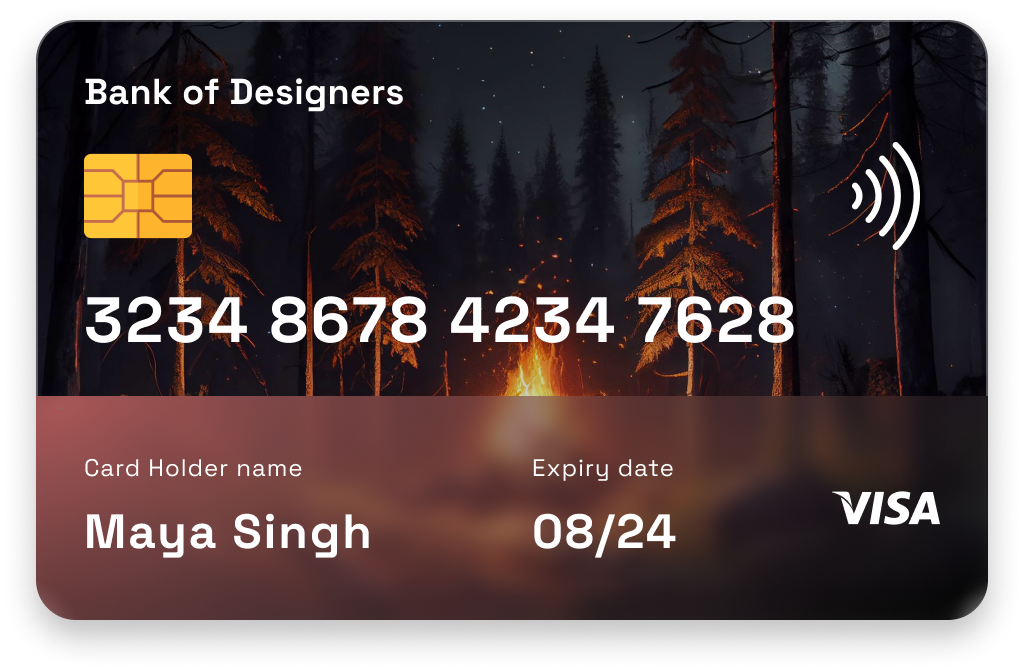 Bank of Designers
3234 8678 4234 7628
Card Holder name
Expiry date
Maya Singh
08/24
VISA